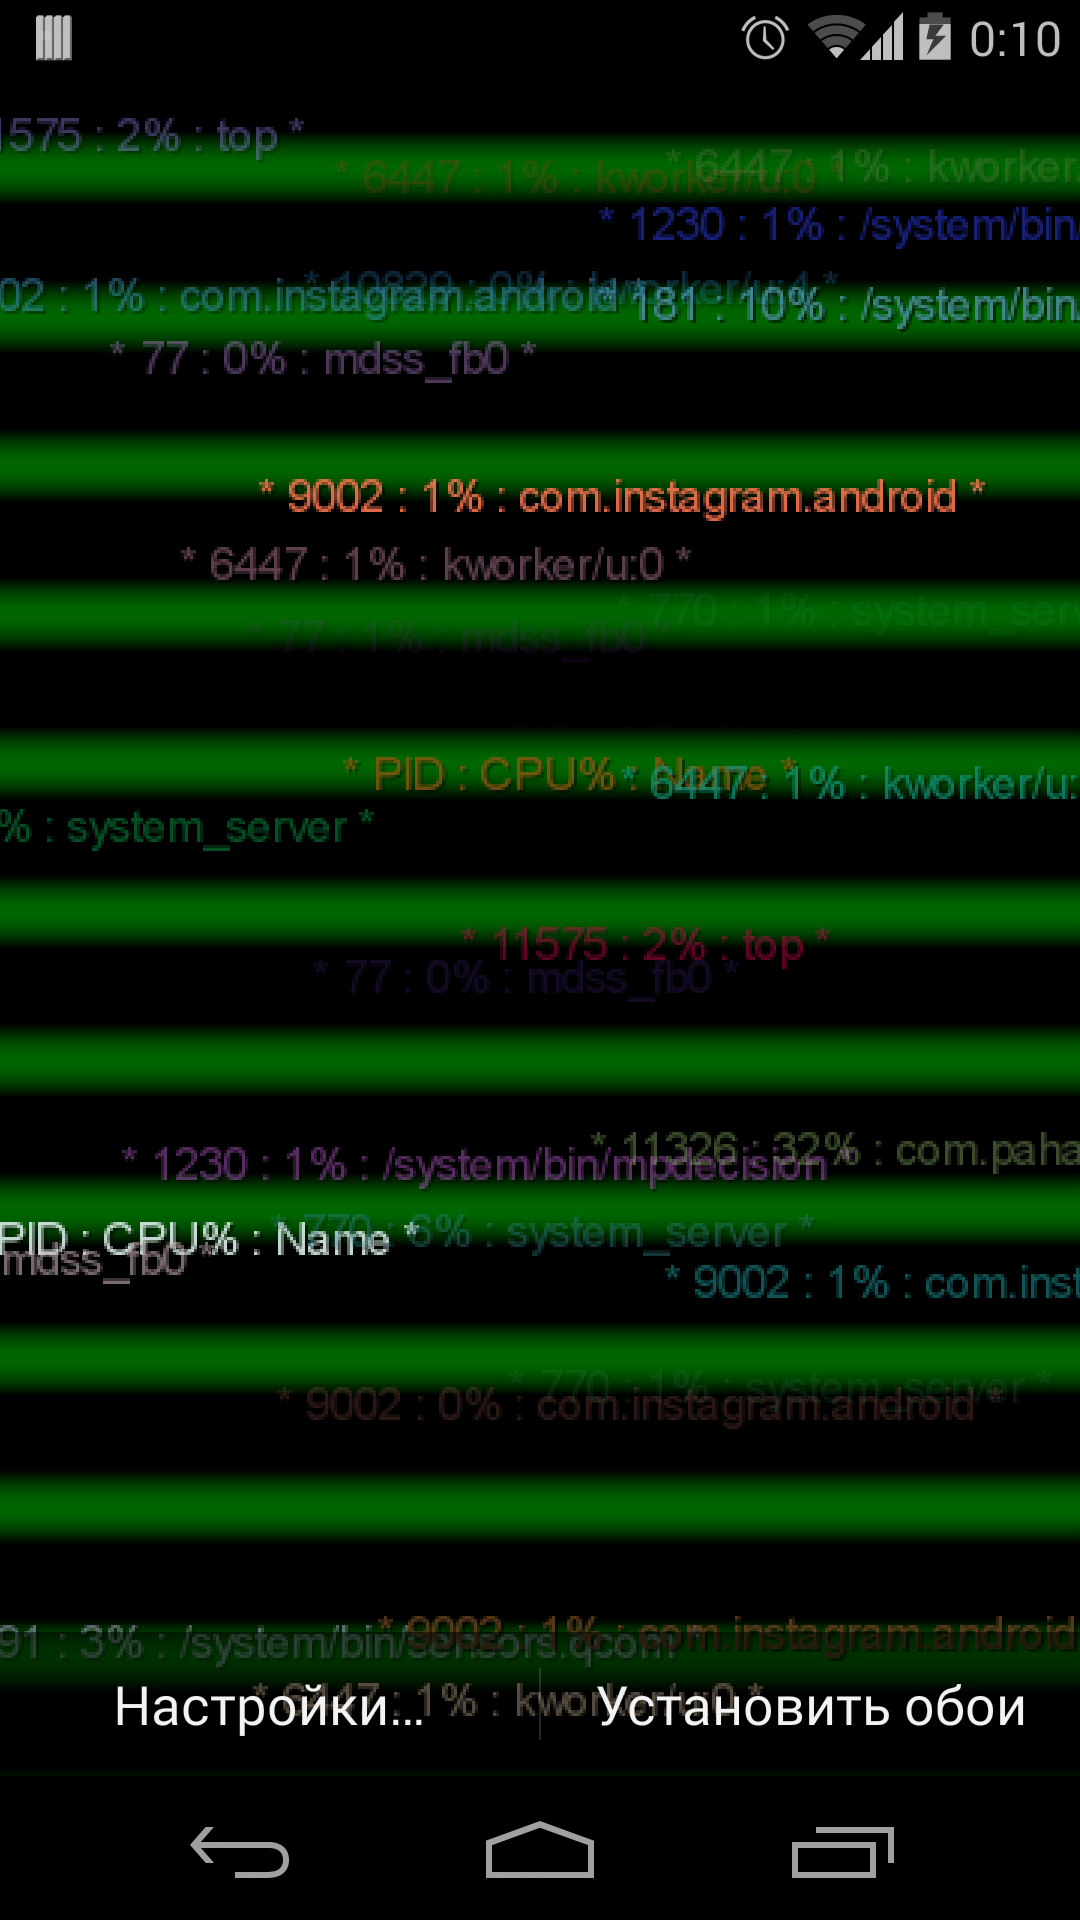 0:10
1575 : 2% : top *
* 6447 : 1% : kworker/u:0 *
* 6447 : 1% : kworker/
* 1230 : 1% : /system/bin/
02 : 1% : com.instagram.android *
* 10829 : 0% : kworker/u:4 *
* 181 : 10% : /system/bin/
* 77 : 0% : mdss_fb0 *
* 9002 : 1% : com.instagram.android *
* 6447 : 1% : kworker/u:0 *
* 770 : 1% : system_serv
* 77 : 1% : mdss_fb0 *
* PID : CPU% : Name *
* 6447 : 1% : kworker/u:
% : system_server *
* 11575 : 2% : top *
* 77 : 0% : mdss_fb0 *
* 11326 : 32% : com.paha
* 1230 : 1% : /system/bin/mpdecision *
* 770 : 6% : system_server *
PID : CPU% : Name *
mdss_fb0 *
* 9002 : 1% : com.inst
* 770 : 1% : system_server *
* 9002 : 0% : com.instagram.android *
* 9002 : 1% : com.instagram.android
91 : 3% : /system/bin/sensors.qcom *
* 6447 : 1% : kworker/u:0 *
Настройки...
Установить обои